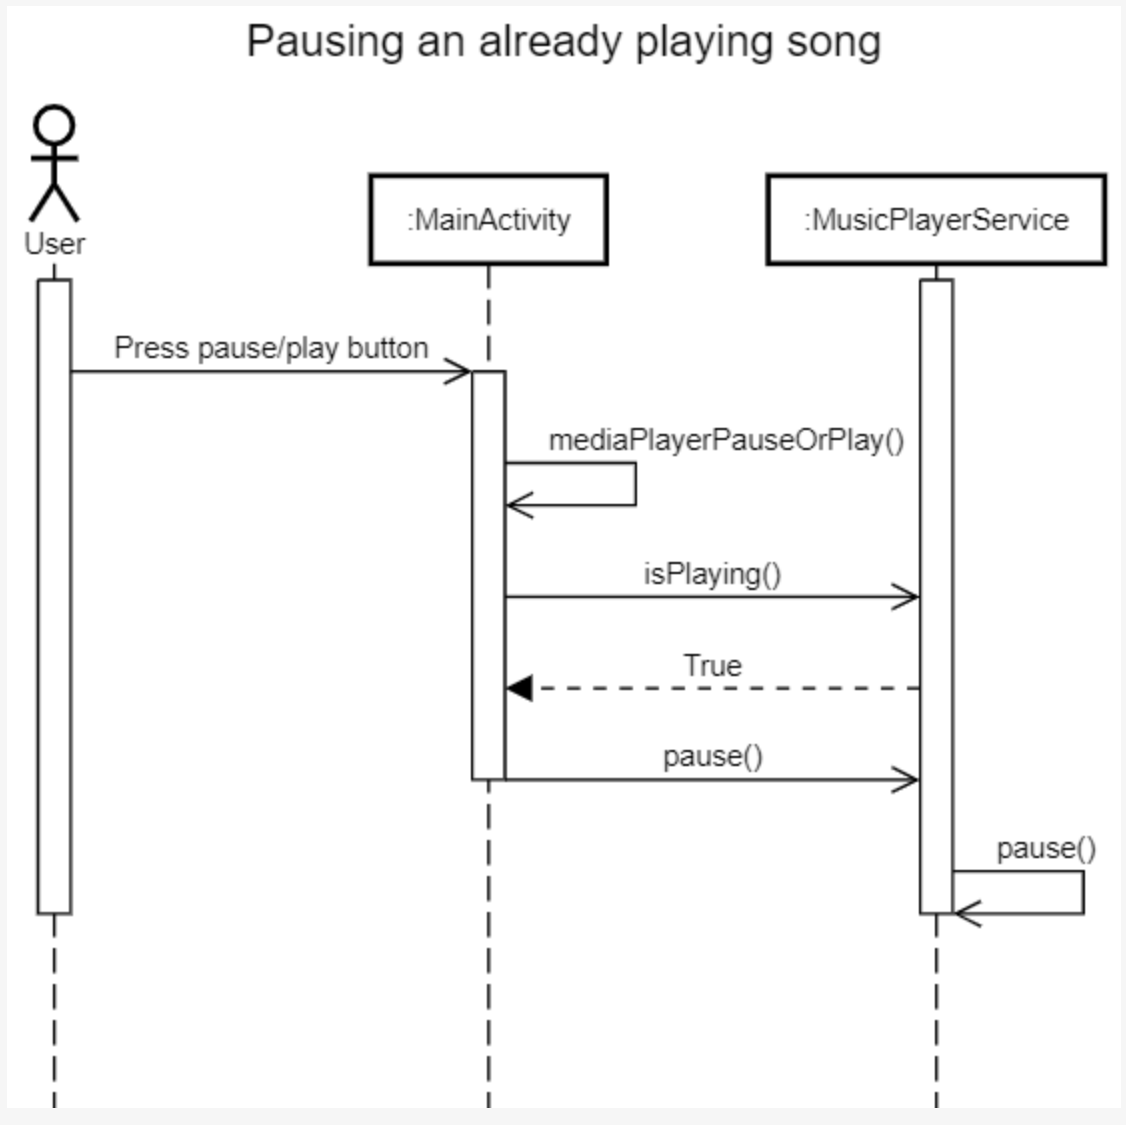 Pausing an already playing song
User
:MainActivity
:MusicPlayerService
Press pause/play button
mediaPlayerPauseOrPlay()
isPlaying()
True
pause()
pause()